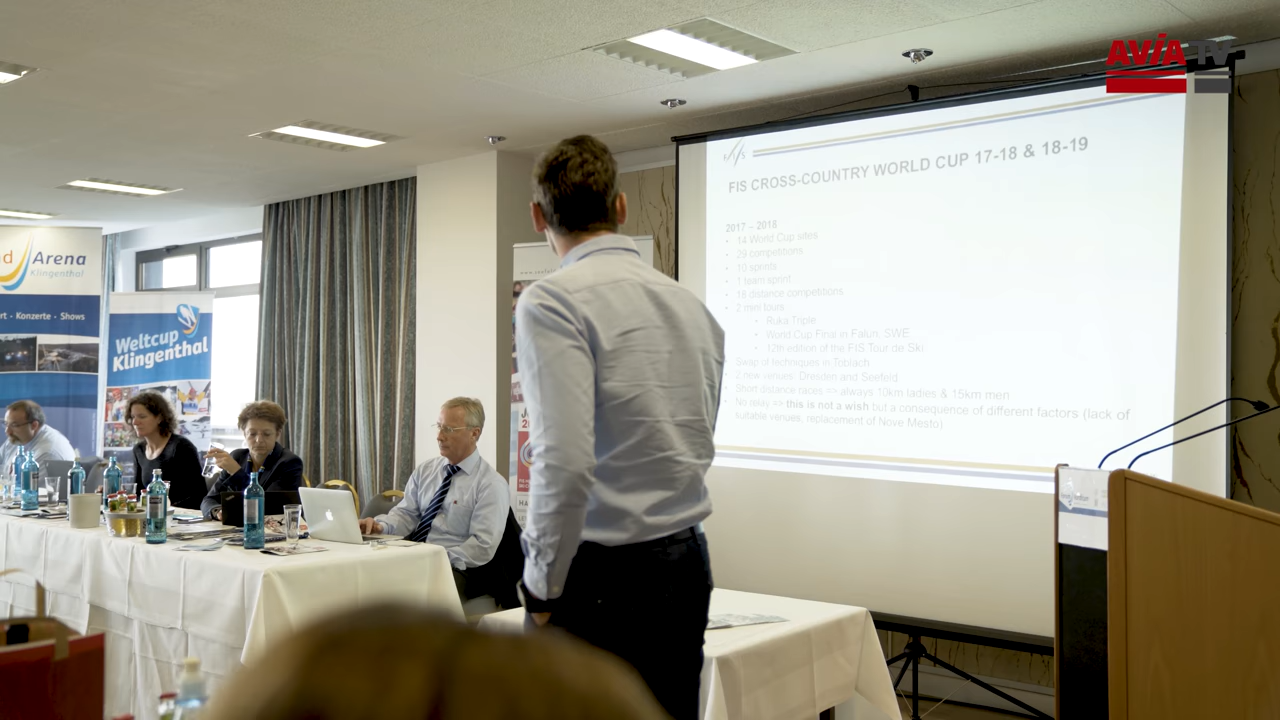 AVIA TV
FIS
FIS CROSS-COUNTRY WORLD CUP 17-18 & 18-19
2017 – 2018
• 14 World Cup sites
• 29 competitions
• 10 sprints
• 1 team sprint
• 18 distance competitions
• 2 mini tours
• Ruka Triple
• World Cup Final in Falun, SWE
• 12th edition of the FIS Tour de Ski
Swap of techniques in Toblach
• 2 new venues: Dresden and Seefeld
• Short distance races => always 10km ladies & 15km men
• No relay => this is not a wish but a consequence of different factors (lack of
suitable venues, replacement of Nove Mesto)
Arena
Klingenthal
rt - Konzerte - Shows
Weltcup
Klingenthal